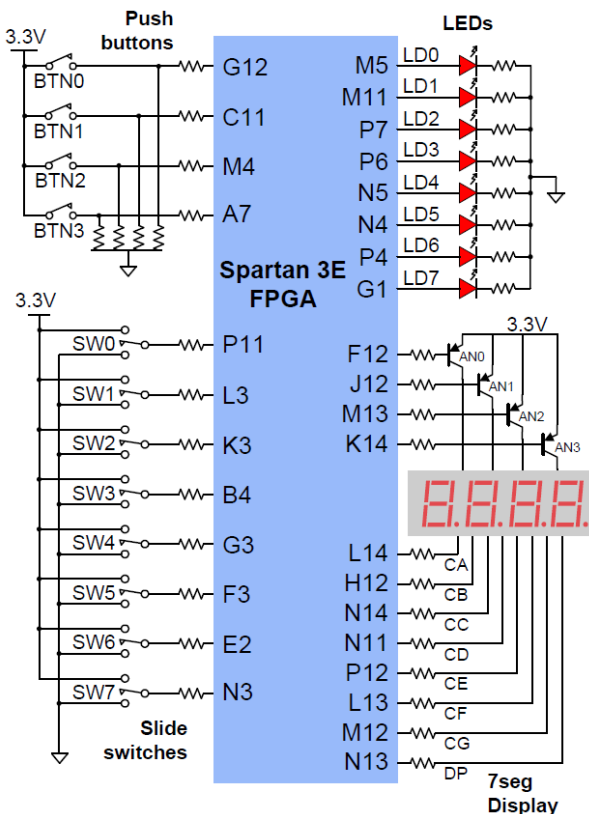 Push
buttons
3.3V
BTN0
BTN1
BTN2
BTN3
G12
C11
M4
A7
Spartan 3E
FPGA
LEDs
M5 LD0
M11 LD1
P7 LD2
P6 LD3
N5 LD4
N4 LD5
P4 LD6
G1 LD7
3.3V
SW0 P11
SW1 L3
SW2 K3
SW3 B4
SW4 G3
SW5 F3
SW6 E2
SW7 N3
Slide
switches
3.3V
F12 AN0
J12 AN1
M13 AN2
K14 AN3
8.8.8.8.
L14 CA
H12 CB
N14 CC
N11 CD
P12 CE
L13 CF
M12 CG
N13 DP
7seg
Display